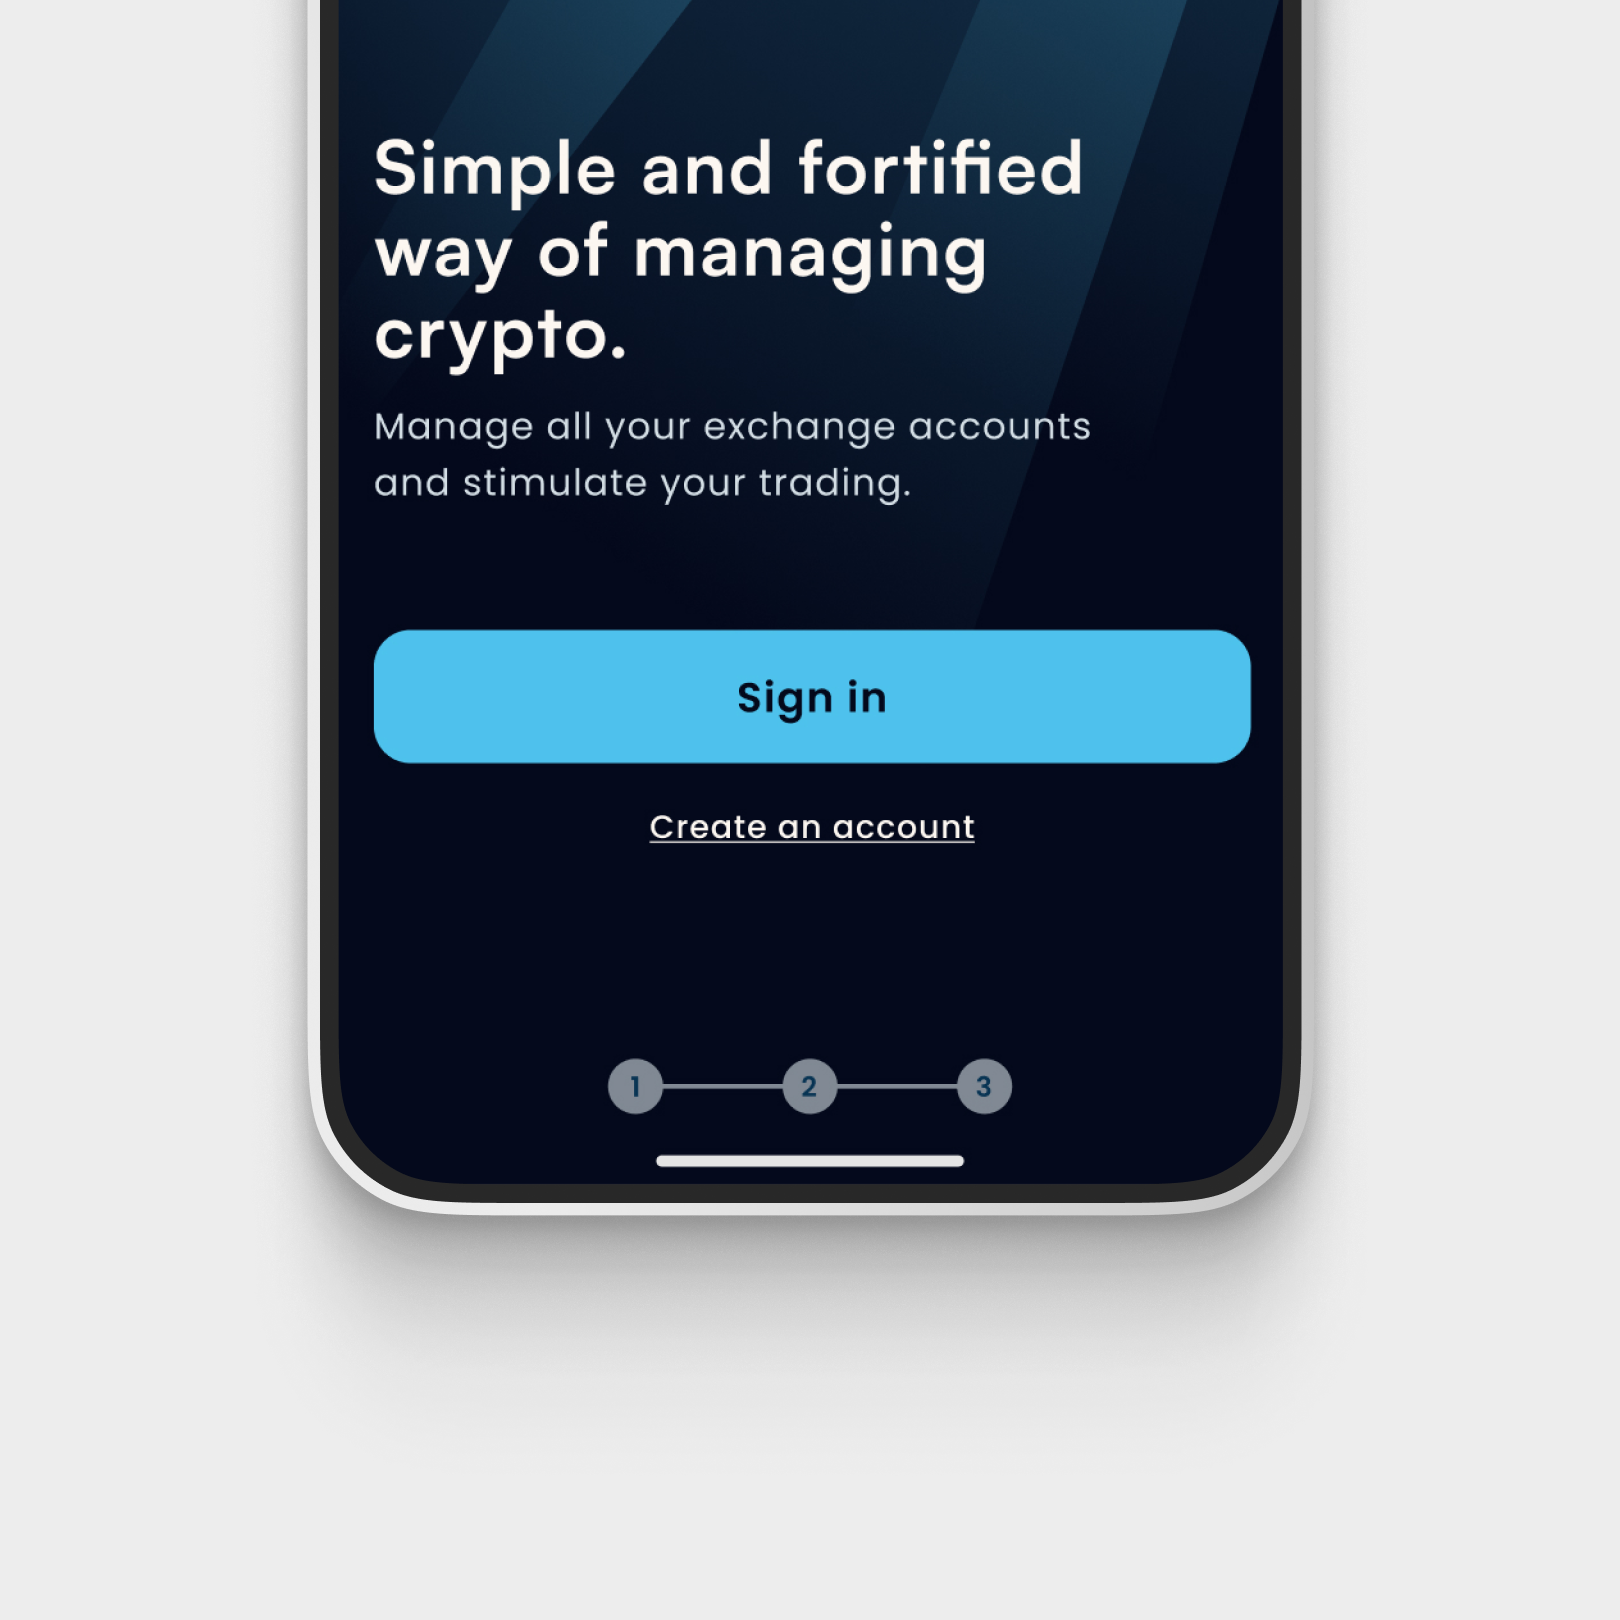 Simple and fortified
way of managing
crypto.
Manage all your exchange accounts
and stimulate your trading.
Sign in
Create an account
1 2 3